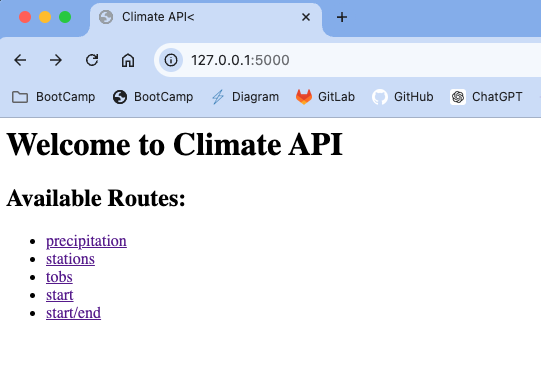 Climate API<
127.0.0.1:5000
BootCamp BootCamp Diagram GitLab GitHub ChatGPT
Welcome to Climate API
Available Routes:
precipitation
stations
tobs
start
start/end